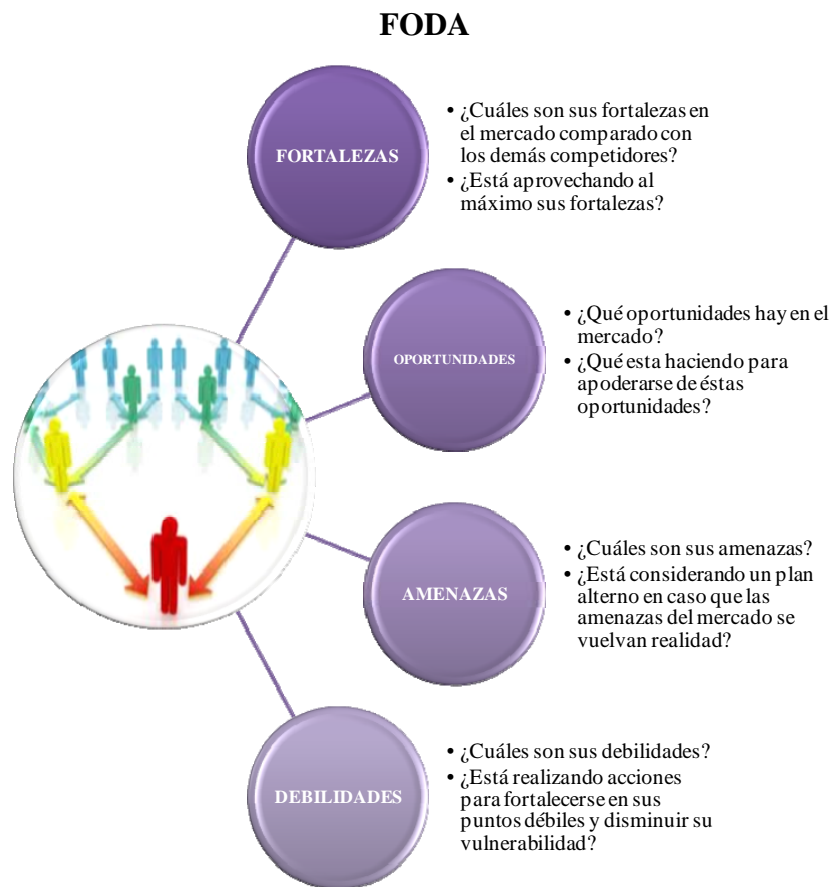 FODA
FORTALEZAS
• ¿Cuáles son sus fortalezas en
el mercado comparado con
los demás competidores?
• ¿Está aprovechando al
máximo sus fortalezas?
OPORTUNIDADES
• ¿Qué oportunidades hay en el
mercado?
• ¿Qué esta haciendo para
apoderarse de éstas
oportunidades?
AMENAZAS
• ¿Cuáles son sus amenazas?
• ¿Está considerando un plan
alterno en caso que las
amenazas del mercado se
vuelvan realidad?
DEBILIDADES
• ¿Cuáles son sus debilidades?
• ¿Está realizando acciones
para fortalecerse en sus
puntos débiles y disminuir su
vulnerabilidad?